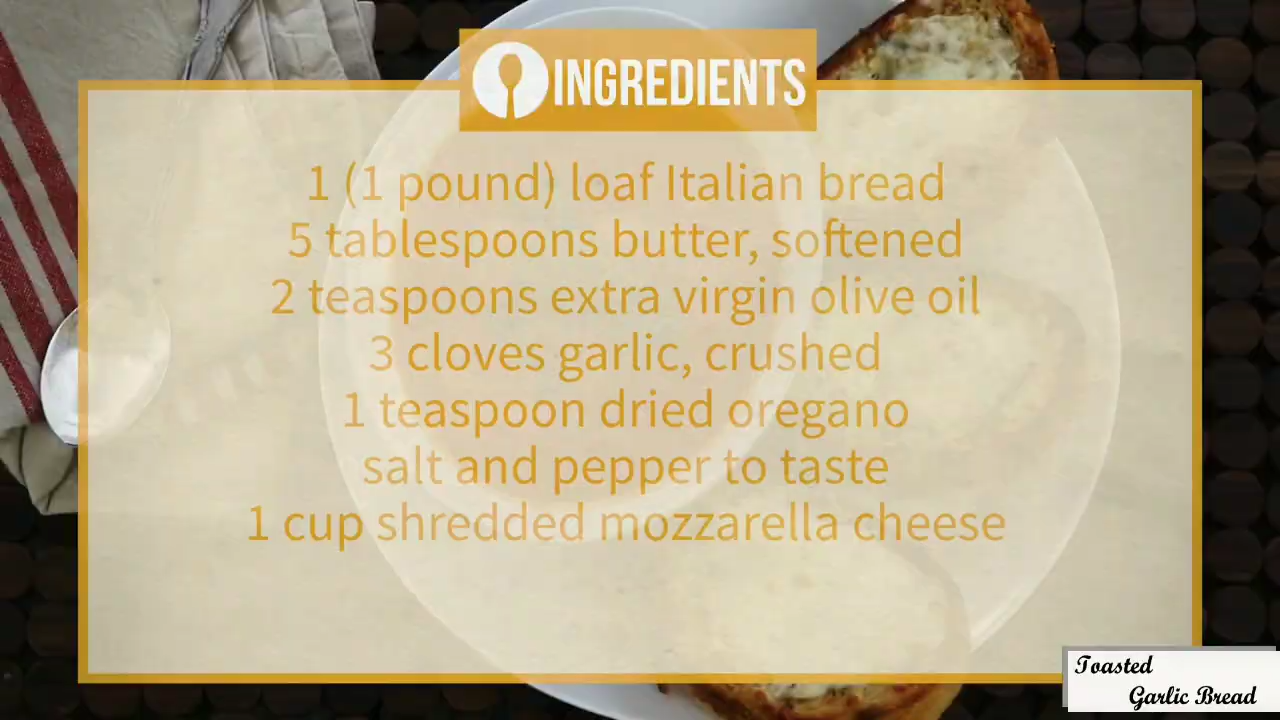 INGREDIENTS
1 (1 pound) loaf Italian bread
5 tablespoons butter, softened
2 teaspoons extra virgin olive oil
3 cloves garlic, crushed
1 teaspoon dried oregano
salt and pepper to taste
1 cup shredded mozzarella cheese
Toasted
Garlic Bread